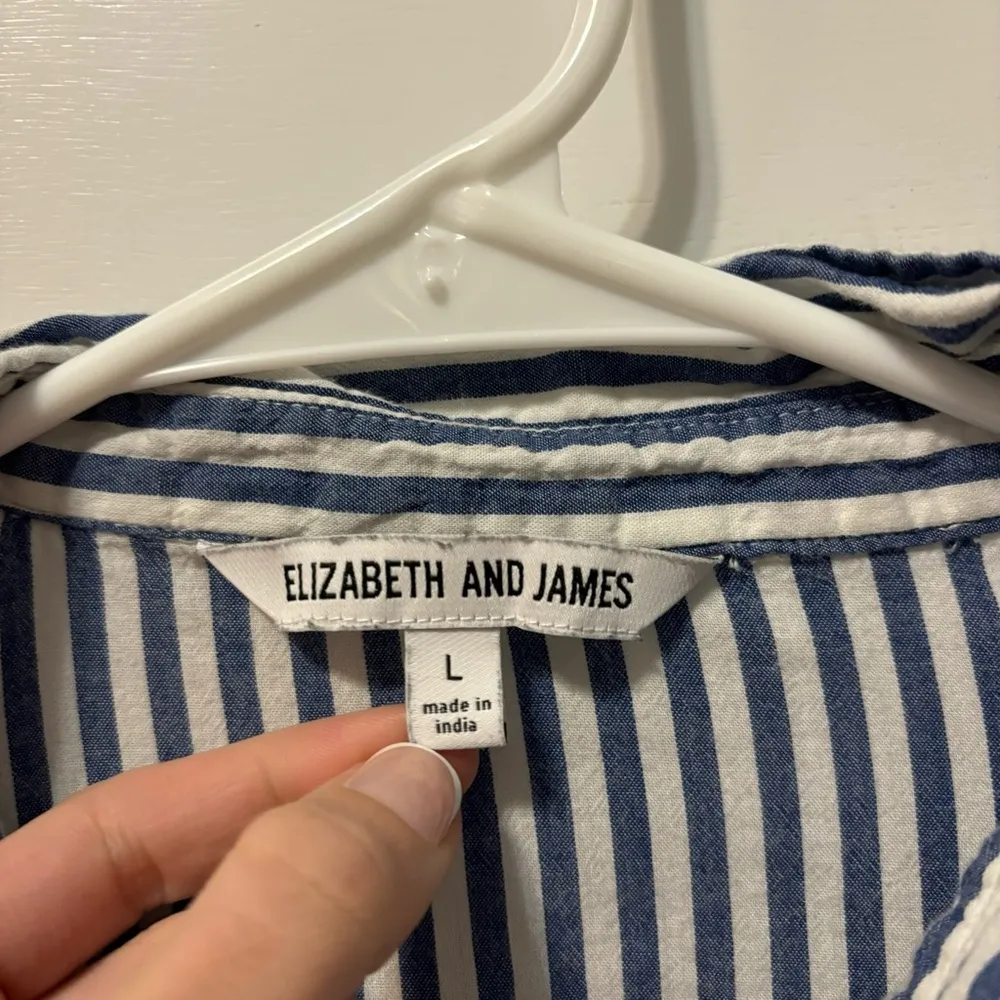 ELIZABETH AND JAMES
L
made in
india